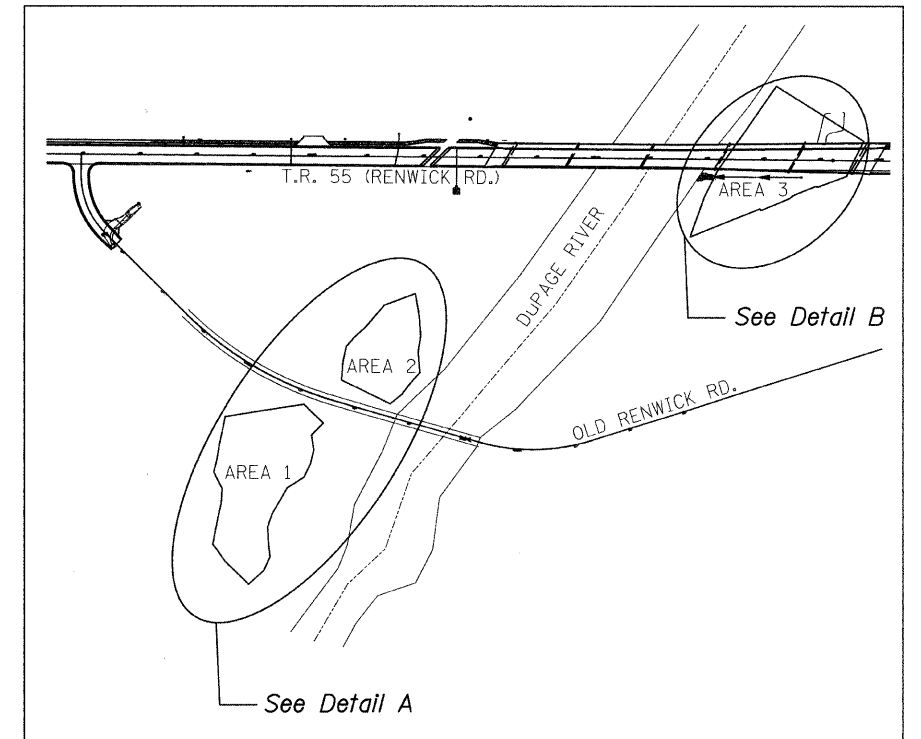 T.R. 55 (RENWICK RD.)
AREA 3
DuPAGE RIVER
See Detail B
AREA 2
OLD RENWICK RD.
AREA 1
See Detail A